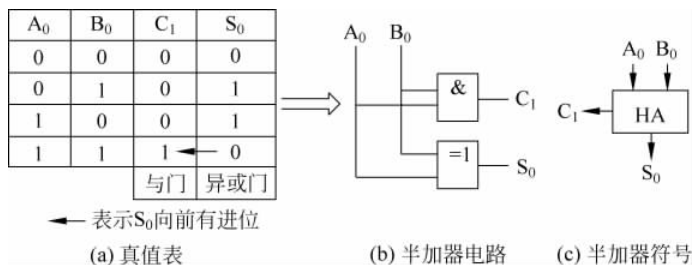 A₀ B₀ C₁ S₀
0 0 0 0
0 1 0 1
1 0 0 1
1 1 1 0
与门 异或门
表示S₀向前有进位
(a) 真值表
A₀ B₀
&
C₁
=1
S₀
(b) 半加器电路
A₀ B₀
C₁
HA
S₀
(c) 半加器符号